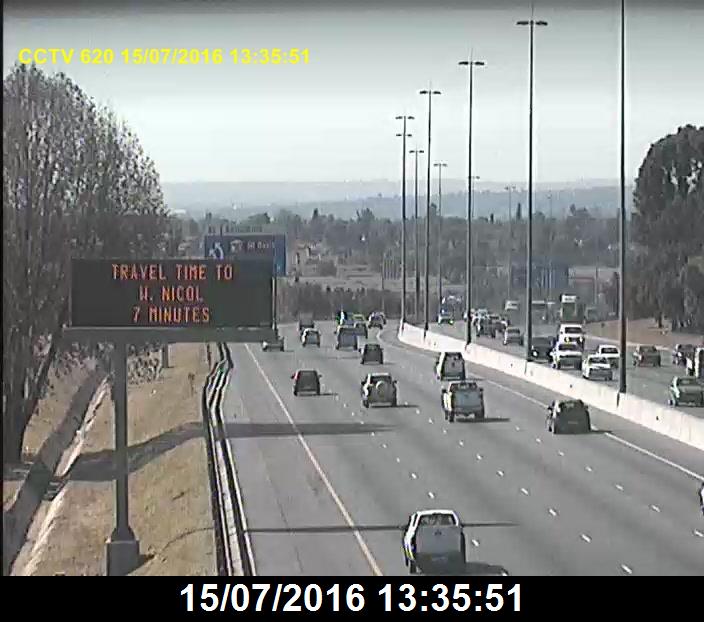 CCTV 620 15/07/2016 13:35:51
TRAVEL TIME TO
W. NICOL
7 MINUTES
15/07/2016 13:35:51